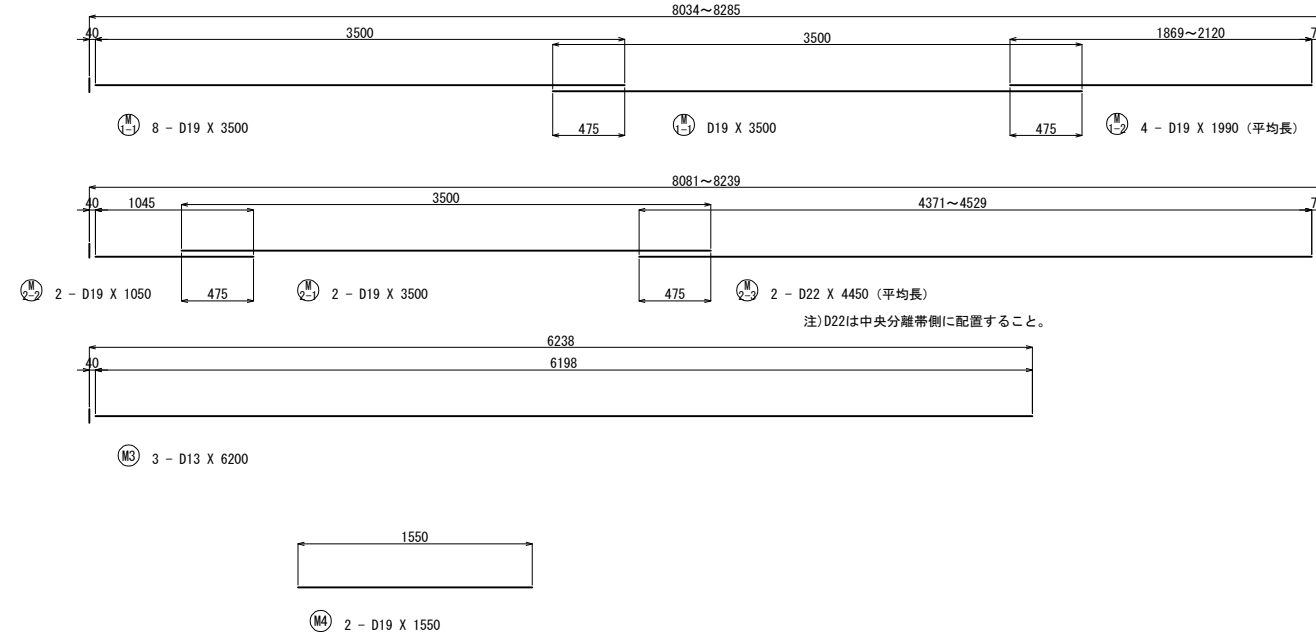 8034～8285
40 3500 3500 1869～2120 7
M 1-1 8 - D19 X 3500 475 M 1-1 D19 X 3500 475 M 1-2 4 - D19 X 1990 (平均長)
8081～8239
40 1045 3500 4371～4529 7
M 2-2 2 - D19 X 1050 475 M 2-1 2 - D19 X 3500 475 M 2-3 2 - D22 X 4450 (平均長)
注)D22は中央分離帯側に配置すること。
6238
40 6198
M3 3 - D13 X 6200
1550
M4 2 - D19 X 1550